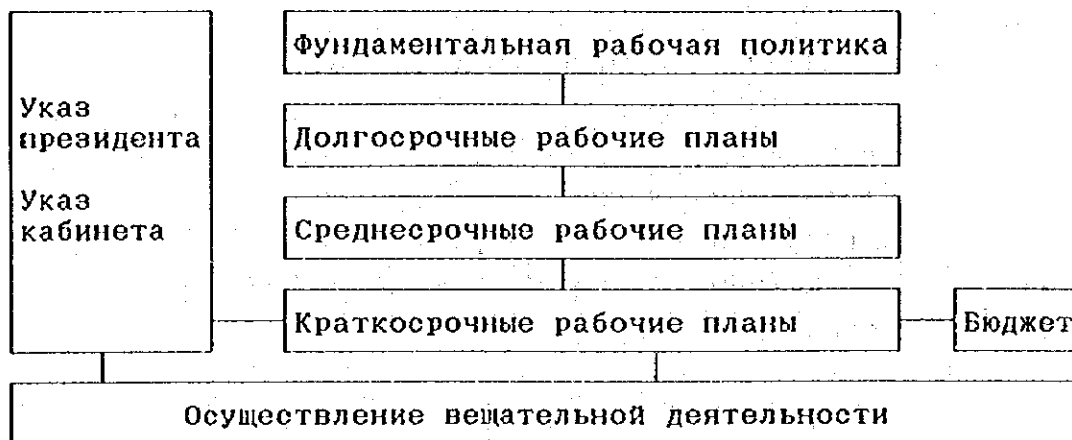 Фундаментальная рабочая политика
Указ
президента
Указ
кабинета
Долгосрочные рабочие планы
Среднесрочные рабочие планы
Краткосрочные рабочие планы
Бюджет
Осуществление вещательной деятельности